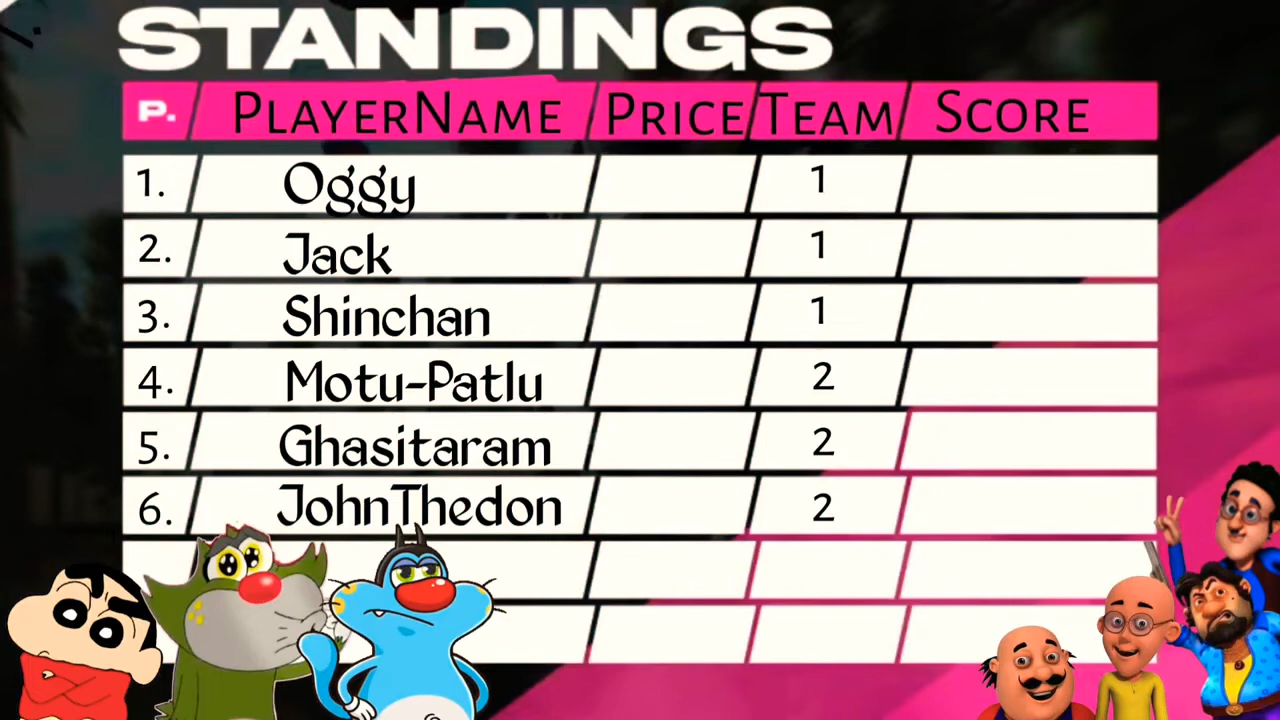 STANDINGS
P. PLAYERNAME PRICE TEAM SCORE
1. Oggy 1
2. Jack 1
3. Shinchan 1
4. Motu-Patlu 2
5. Ghasitaram 2
6. JohnThedon 2